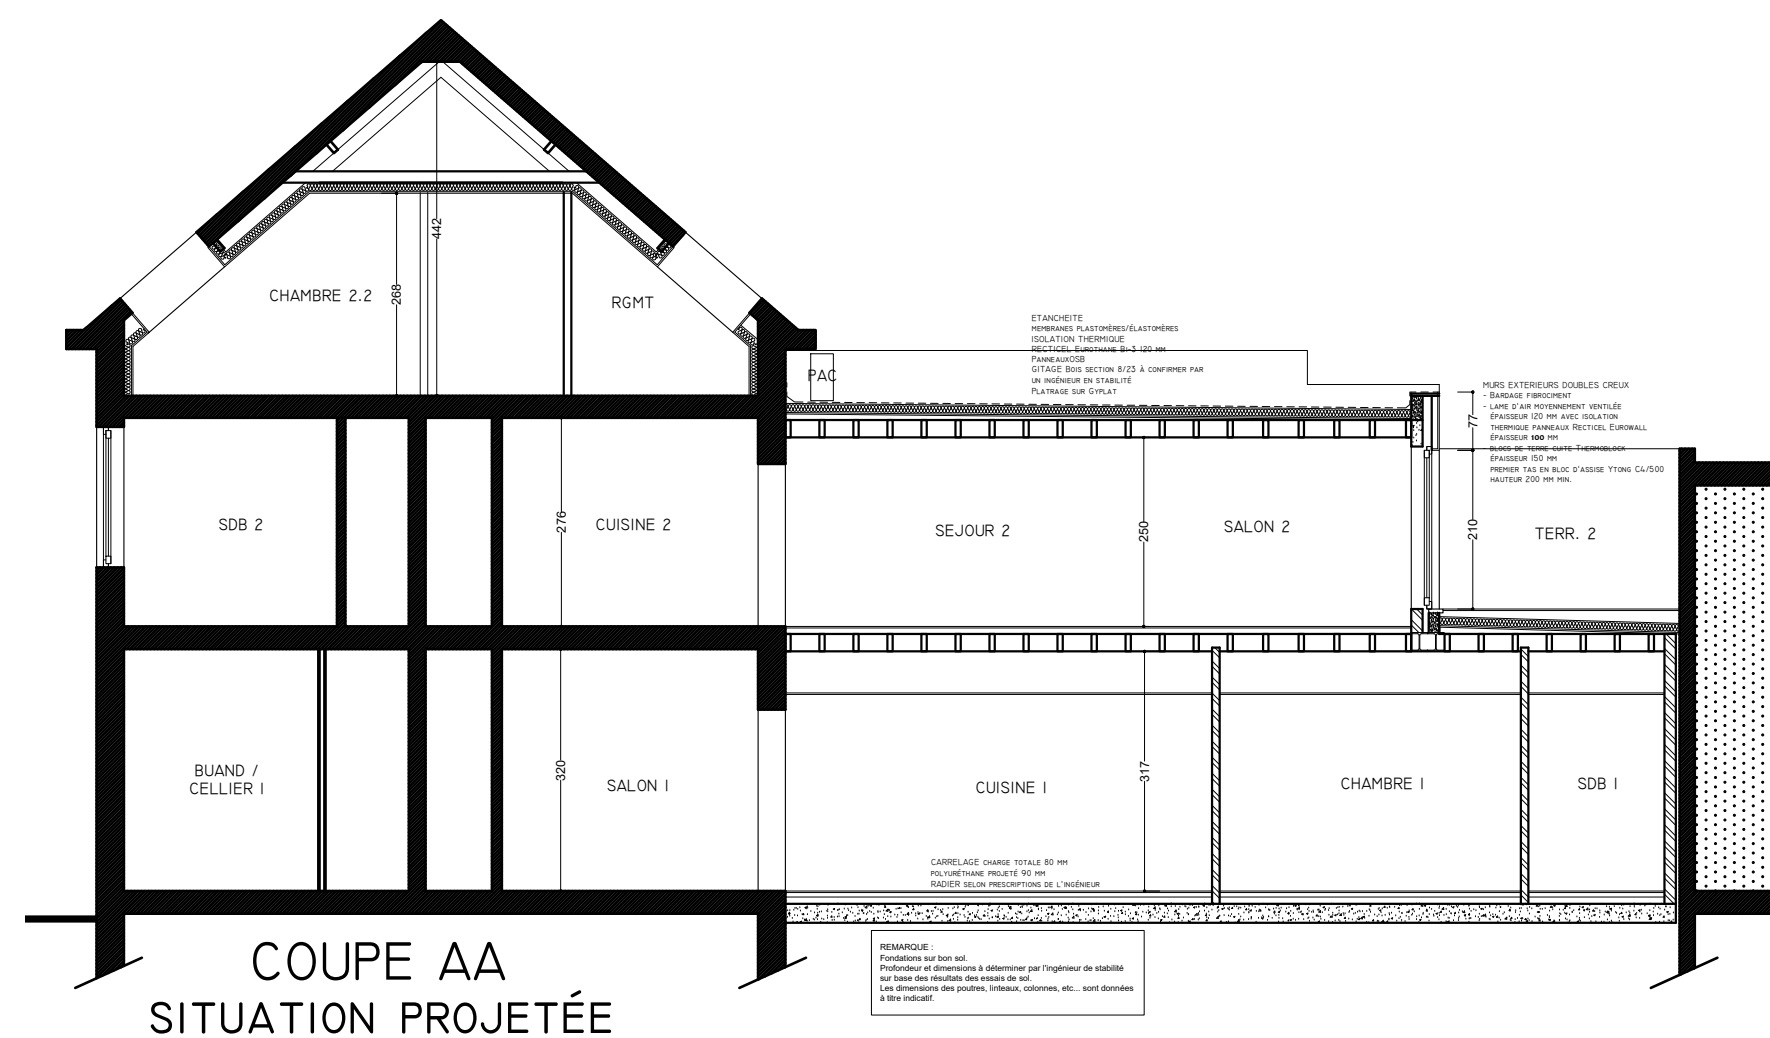 442
268
CHAMBRE 2.2
RGMT
ETANCHEITE
MEMBRANES PLASTOMÈRES/ÉLASTOMÈRES
ISOLATION THERMIQUE
RECTICEL EUROTHANE BI-3 120 MM
PANNEAUXOSB
GITAGE BOIS SECTION 8/23 À CONFIRMER PAR
UN INGÉNIEUR EN STABILITÉ
PLATRAGE SUR GYPLAT
PAC
MURS EXTERIEURS DOUBLES CREUX
- BARDAGE FIBROCIMENT
- LAME D'AIR MOYENNEMENT VENTILÉE
ÉPAISSEUR 120 MM AVEC ISOLATION
THERMIQUE PANNEAUX RECTICEL EUROWALL
ÉPAISSEUR 100 MM
- BLOCS DE TERRE CUITE THERMOBLOCK
ÉPAISSEUR 150 MM
PREMIER TAS EN BLOC D'ASSISE YTONG C4/500
HAUTEUR 200 MM MIN.
77
SDB 2
276
CUISINE 2
SEJOUR 2
250
SALON 2
210
TERR. 2
BUAND /
CELLIER 1
320
SALON 1
CUISINE 1
317
CHAMBRE 1
SDB 1
CARRELAGE CHARGE TOTALE 80 MM
POLYURÉTHANE PROJETÉ 90 MM
RADIER SELON PRESCRIPTIONS DE L'INGÉNIEUR
COUPE AA
SITUATION PROJETÉE
REMARQUE :
Fondations sur bon sol.
Profondeur et dimensions à déterminer par l'ingénieur de stabilité
sur base des résultats des essais de sol.
Les dimensions des poutres, linteaux, colonnes, etc... sont données
à titre indicatif.